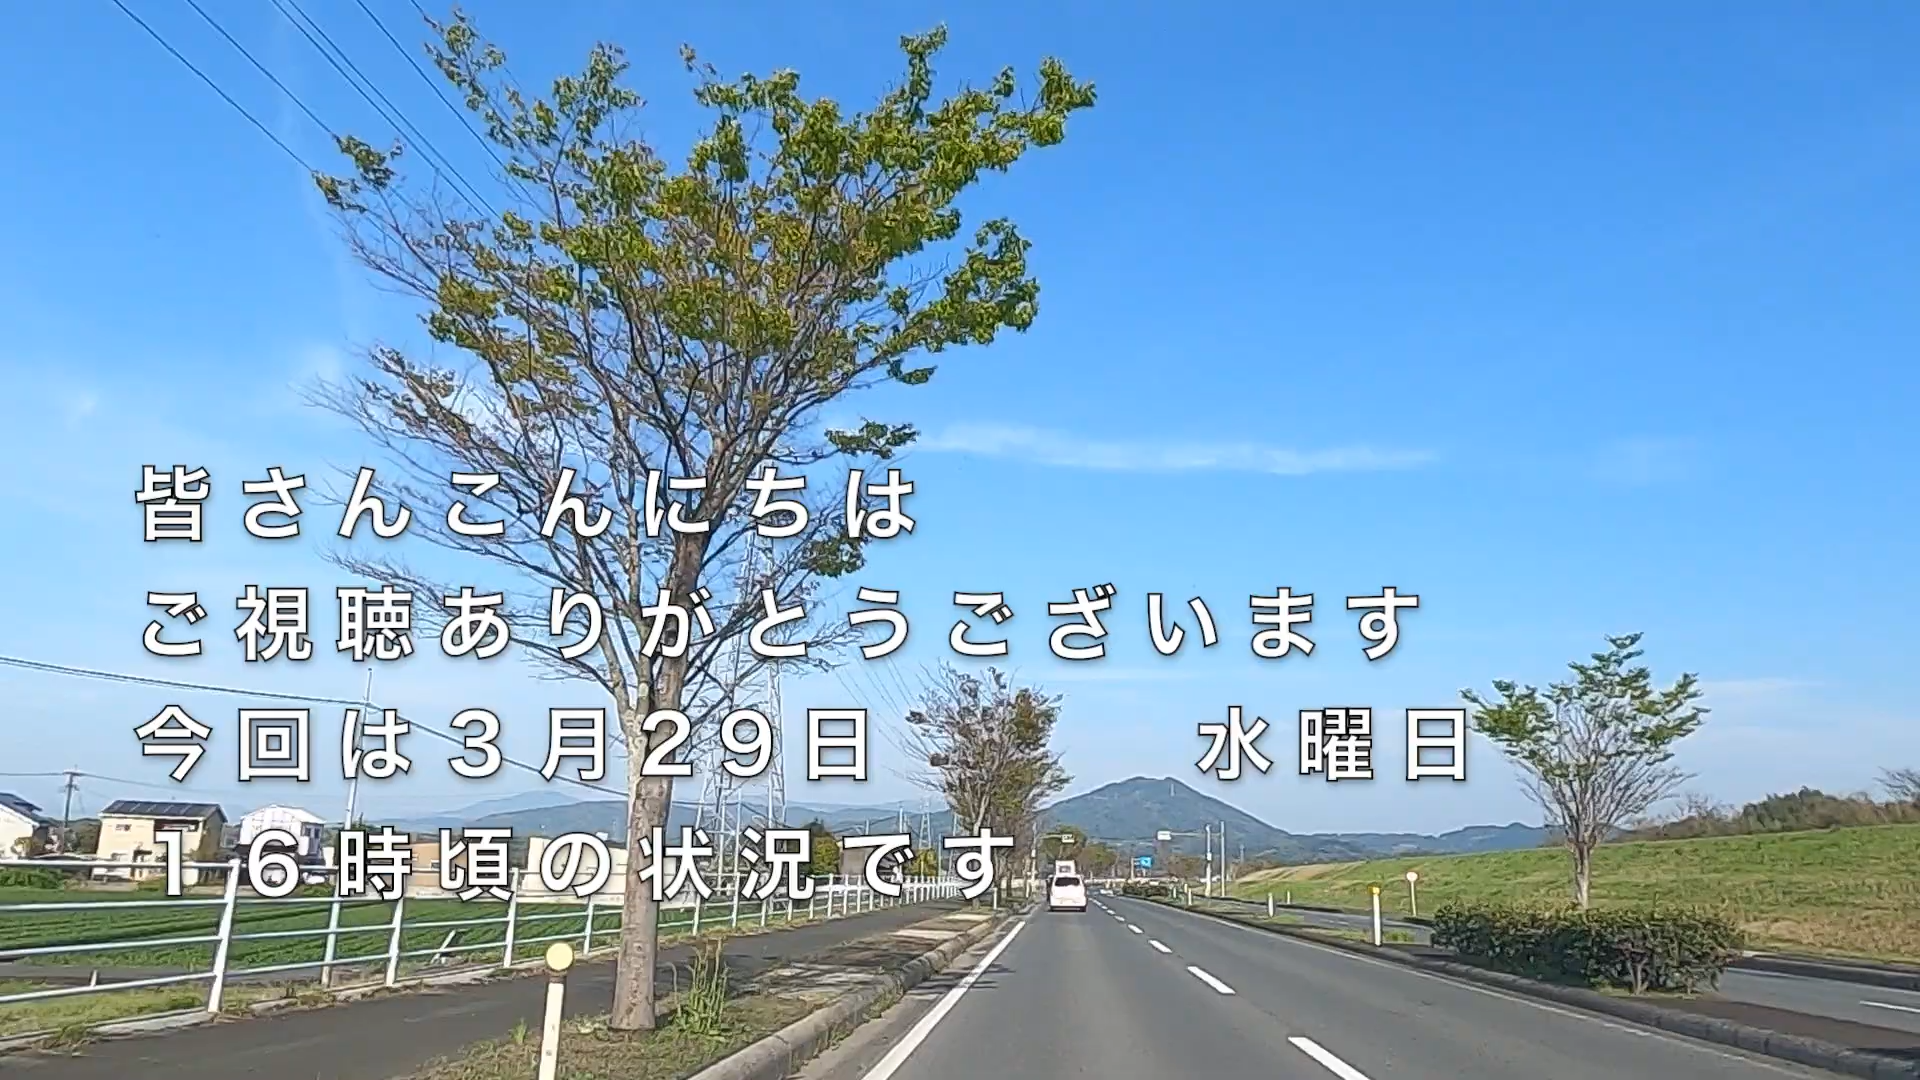 皆さんこんにちは
ご視聴ありがとうございます
今回は３月29日　　　水曜日
１６時頃の状況です